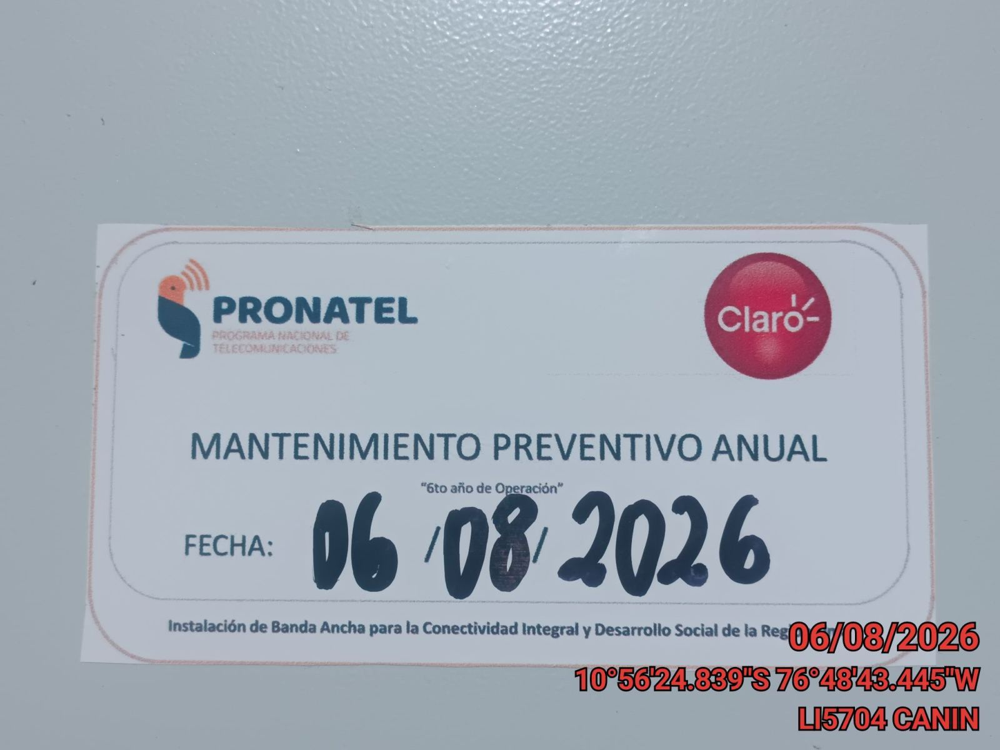 PRONATEL
PROGRAMA NACIONAL DE
TELECOMUNICACIONES
Claro
MANTENIMIENTO PREVENTIVO ANUAL
"6to año de Operación"
FECHA: 06/08/2026
Instalación de Banda Ancha para la Conectividad Integral y Desarrollo Social de la
06/08/2026
10°56'24.839"S 76°48'43.445"W
LI5704 CANIN